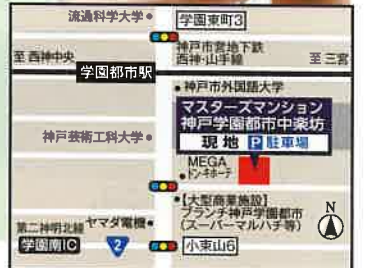 流通科学大学
学園東町3
神戸市営地下鉄
西神・山手線
至 西神中央
至 三宮
学園都市駅
神戸市外国語大学
マスターズマンション
神戸学園都市中楽坊
現地 P 駐車場
神戸芸術工科大学
MEGA
ドン・キホーテ
【大型商業施設】
ブランチ神戸学園都市
(スーパーマルハチ等)
N
ヤマダ電機
第二神明北線
学園南IC
2
小束山6